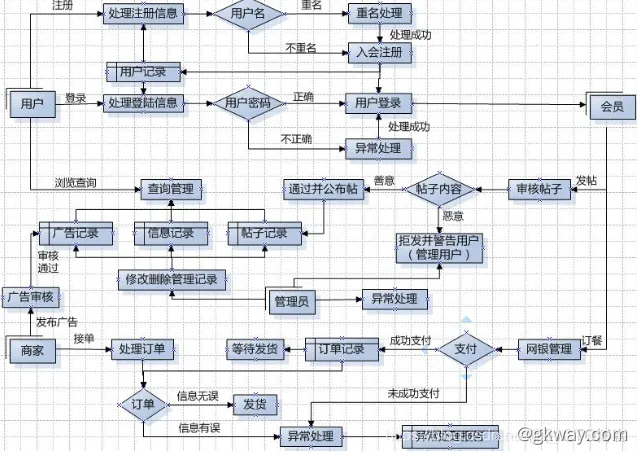 注册
处理注册信息
用户名
重名
重名处理
处理成功
不重名
入会注册
用户记录
用户
登录
处理登陆信息
用户密码
正确
用户登录
会员
处理成功
不正确
异常处理
浏览查询
查询管理
善意
通过并公布帖
帖子内容
审核帖子
发帖
恶意
广告记录
信息记录
帖子记录
拒发并警告用户
（管理用户）
审核
通过
修改删除管理记录
广告审核
管理员
异常处理
发布广告
商家
接单
处理订单
等待发货
订单记录
成功支付
支付
网银管理
订餐
未成功支付
订单
信息无误
发货
信息有误
异常处理
@gkway.com